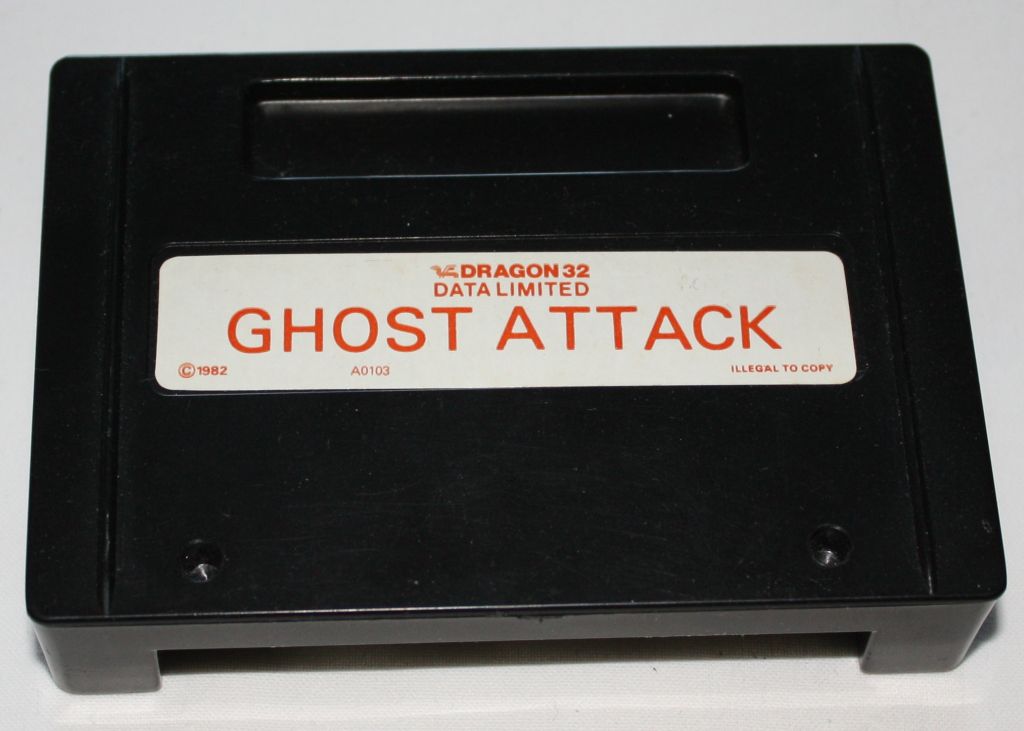 DRAGON 32
DATA LIMITED
GHOST ATTACK
©1982 A0103 ILLEGAL TO COPY